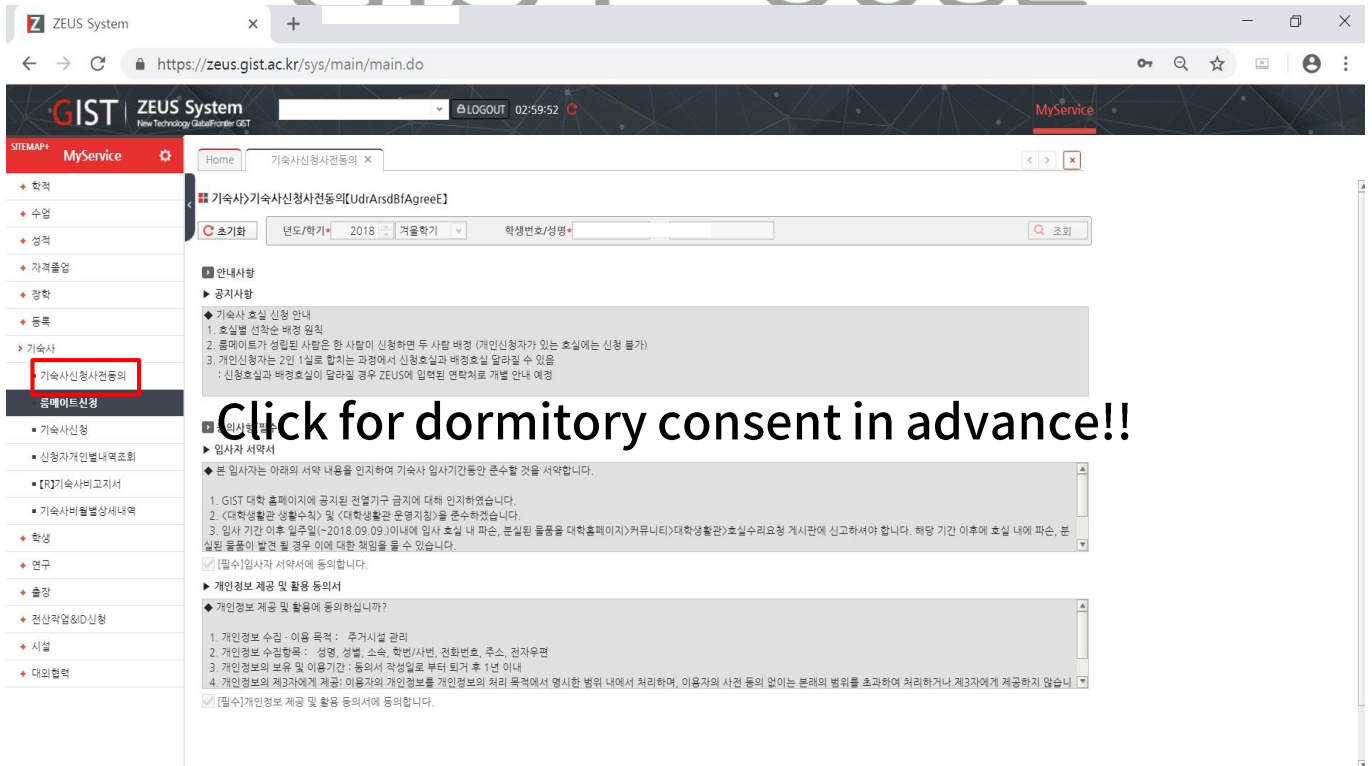 ZEUS System
https://zeus.gist.ac.kr/sys/main/main.do
GIST ZEUS System
New Technology GlabalFrontier GIST
LOGOUT 02:59:52
MyService
SITEMAP+
MyService
Home 기숙사신청사전동의
학적
수업
성적
자격졸업
장학
등록
기숙사
기숙사신청사전동의
룸메이트신청
기숙사신청
신청자개인별내역조회
[R]기숙사비고지서
기숙사비월별상세내역
학생
연구
출장
전산작업&ID신청
시설
대외협력
기숙사>기숙사신청사전동의[UdrArsdBfAgreeE]
초기화 년도/학기* 2018 겨울학기 학생번호/성명* 조회
안내사항
▶ 공지사항
◆ 기숙사 호실 신청 안내
1. 호실별 선착순 배정 원칙
2. 룸메이트가 성립된 사람은 한 사람이 신청하면 두 사람 배정 (개인신청자가 있는 호실에는 신청 불가)
3. 개인신청자는 2인 1실로 합치는 과정에서 신청호실과 배정호실 달라질 수 있음
: 신청호실과 배정호실이 달라질 경우 ZEUS에 입력된 연락처로 개별 안내 예정
Click for dormitory consent in advance!!
▶ 입사자 서약서
◆ 본 입사자는 아래의 서약 내용을 인지하여 기숙사 입사기간동안 준수할 것을 서약합니다.
1. GIST 대학 홈페이지에 공지된 전열기구 금지에 대해 인지하였습니다.
2. <대학생활관 생활수칙> 및 <대학생활관 운영지침>을 준수하겠습니다.
3. 입사 기간 이후 일주일(~2018.09.09.)이내에 입사 호실 내 파손, 분실된 물품을 대학홈페이지>커뮤니티>대학생활관>호실수리요청 게시판에 신고하셔야 합니다. 해당 기간 이후에 호실 내에 파손, 분
실된 물품이 발견 될 경우 이에 대한 책임을 물 수 있습니다.
[필수]입사자 서약서에 동의합니다.
▶ 개인정보 제공 및 활용 동의서
◆ 개인정보 제공 및 활용에 동의하십니까?
1. 개인정보 수집 · 이용 목적 : 주거시설 관리
2. 개인정보 수집항목 : 성명, 성별, 소속, 학번/사번, 전화번호, 주소, 전자우편
3. 개인정보의 보유 및 이용기간 : 동의서 작성일로 부터 퇴거 후 1년 이내
4. 개인정보의 제3자에게 제공: 이용자의 개인정보를 개인정보의 처리 목적에서 명시한 범위 내에서 처리하며, 이용자의 사전 동의 없이는 본래의 범위를 초과하여 처리하거나 제3자에게 제공하지 않습니
[필수]개인정보 제공 및 활용 동의서에 동의합니다.